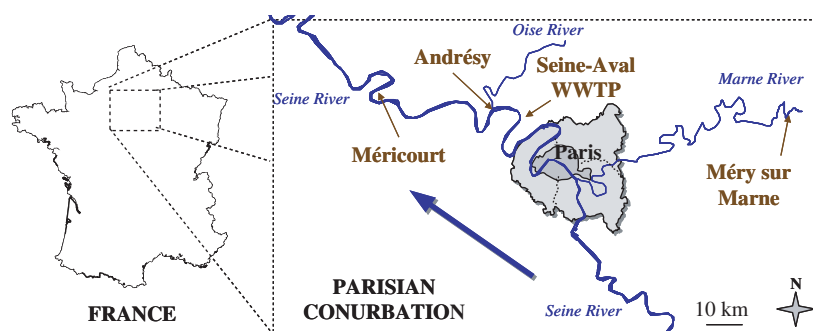 FRANCE
Oise River
Andrésy
Seine-Aval
WWTP
Marne River
Seine River
Méricourt
Paris
Méry sur
Marne
PARISIAN
CONURBATION
Seine River
10 km
N